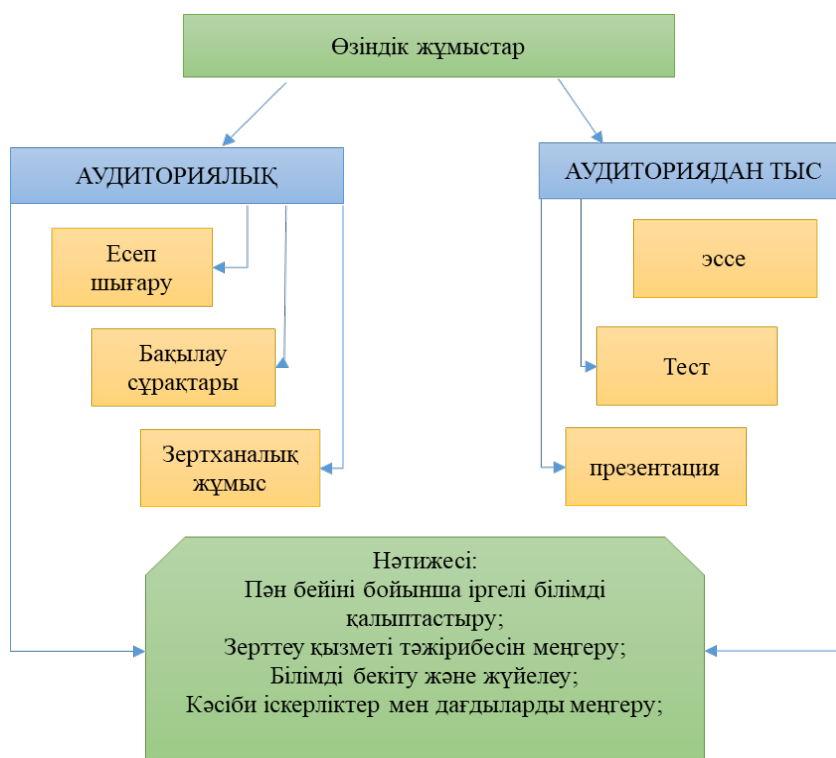 Өзіндік жұмыстар
АУДИТОРИЯЛЫҚ
АУДИТОРИЯДАН ТЫС
Есеп
шығару
эссе
Бақылау
сұрақтары
Тест
Зертханалық
жұмыс
презентация
Нәтижесі:
Пән бейіні бойынша іргелі білімді
қалыптастыру;
Зерттеу қызметі тәжірибесін меңгеру;
Білімді бекіту және жүйелеу;
Кәсіби іскерліктер мен дағдыларды меңгеру;